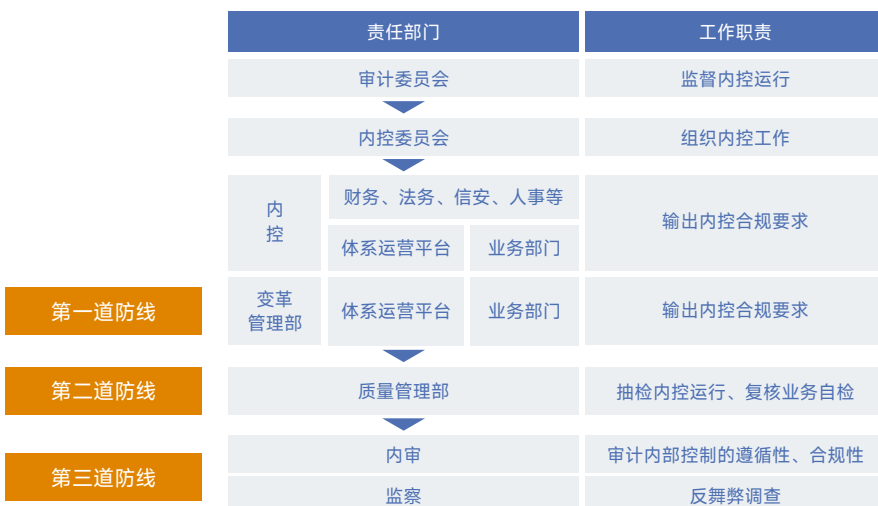 责任部门
工作职责
审计委员会
监督内控运行
内控委员会
组织内控工作
内
控
财务、法务、信安、人事等
体系运营平台
业务部门
输出内控合规要求
第一道防线
变革
管理部
体系运营平台
业务部门
输出内控合规要求
第二道防线
质量管理部
抽检内控运行、复核业务自检
第三道防线
内审
审计内部控制的遵循性、合规性
监察
反舞弊调查